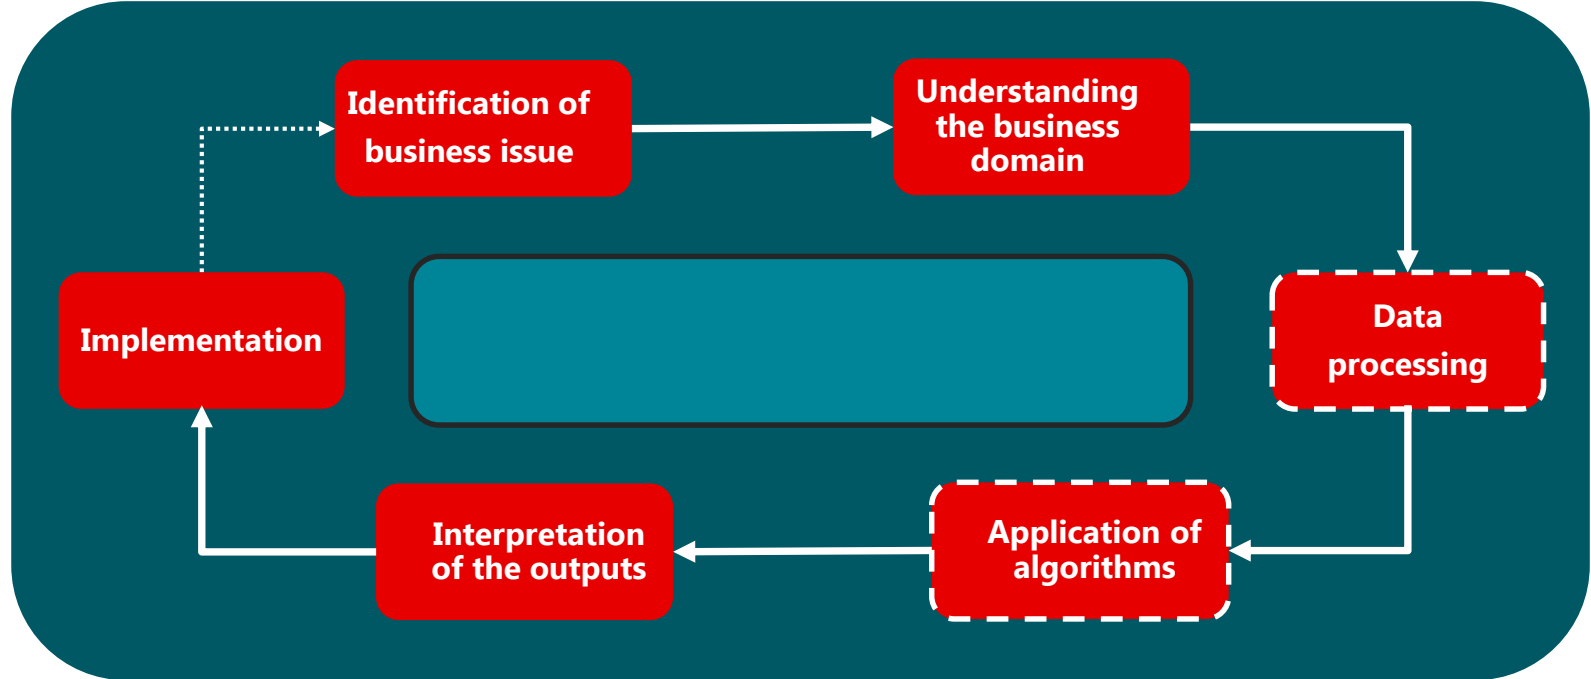 Identification of
business issue
Understanding
the business
domain
Data
processing
Application of
algorithms
Interpretation
of the outputs
Implementation